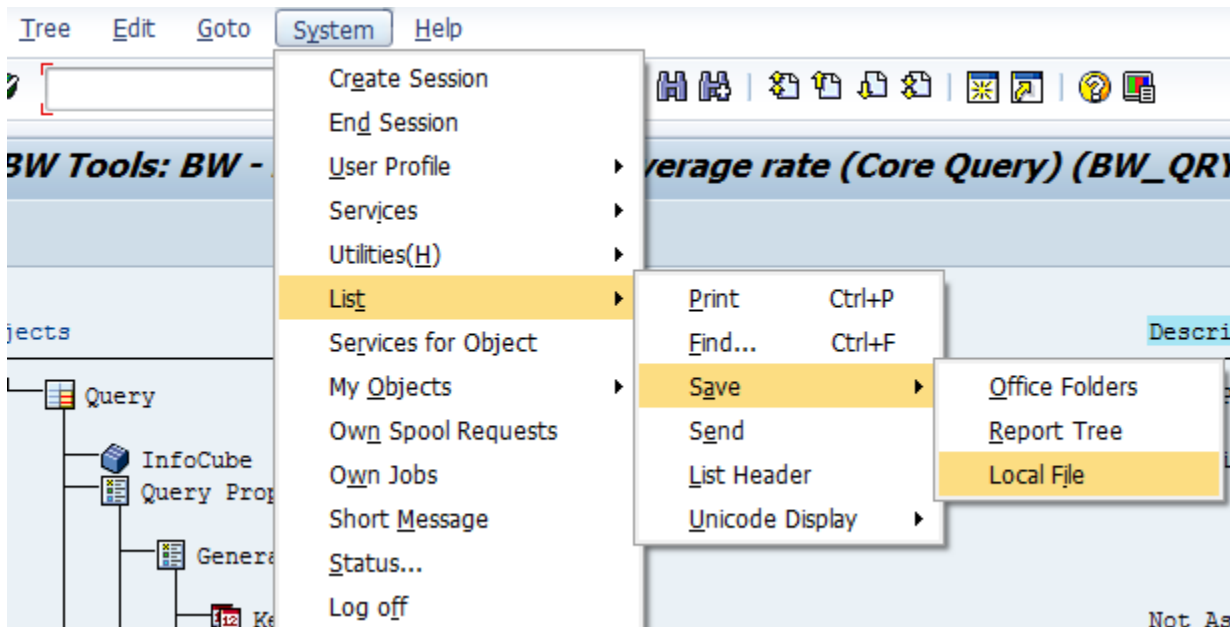 Tree Edit Goto System Help
Create Session
End Session
BW Tools: BW - verage rate (Core Query) (BW_QRY
User Profile
Services
Utilities(H)
List
Print Ctrl+P
Find... Ctrl+F
Save
Send
List Header
Unicode Display
Office Folders
Report Tree
Local File
Services for Object
My Objects
Own Spool Requests
Own Jobs
Short Message
Status...
Log off
jects
Descri
Query
InfoCube
Query Prop
Genera
Ke
Not As